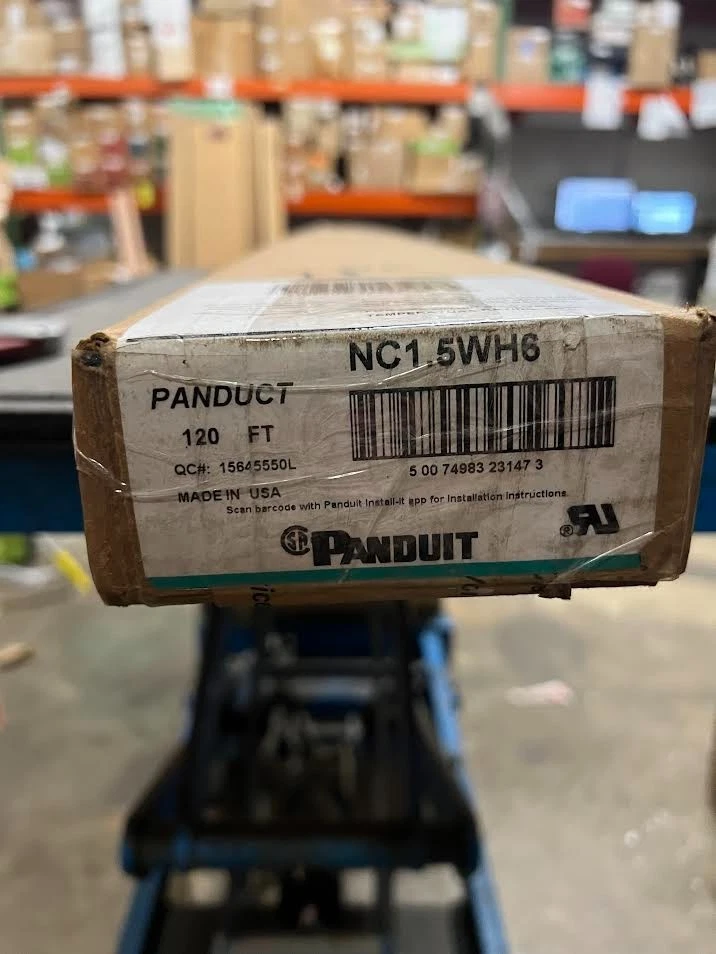 NC1.5WH6
PANDUCT
120 FT
QC#: 15645550L
MADE IN USA
5 00 74983 23147 3
Scan barcode with Panduit Install-It app for Installation Instructions.
PANDUIT